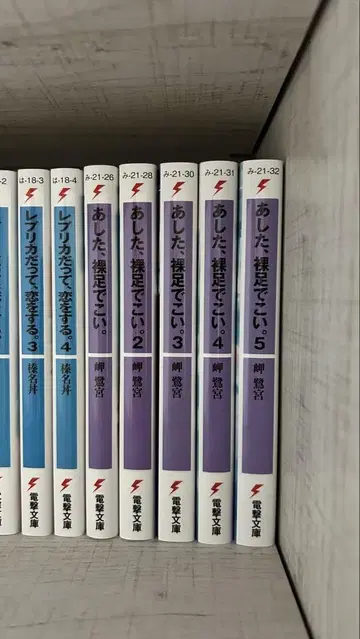 -2
は-18-3
レプリカだって、恋をする。3
榛名丼
電撃文庫
は-18-4
レプリカだって、恋をする。4
榛名丼
電撃文庫
み-21-26
あした、裸足でこい。
岬 鷺宮
電撃文庫
み-21-28
あした、裸足でこい。2
岬 鷺宮
電撃文庫
み-21-30
あした、裸足でこい。3
岬 鷺宮
電撃文庫
み-21-31
あした、裸足でこい。4
岬 鷺宮
電撃文庫
み-21-32
あした、裸足でこい。5
岬 鷺宮
電撃文庫